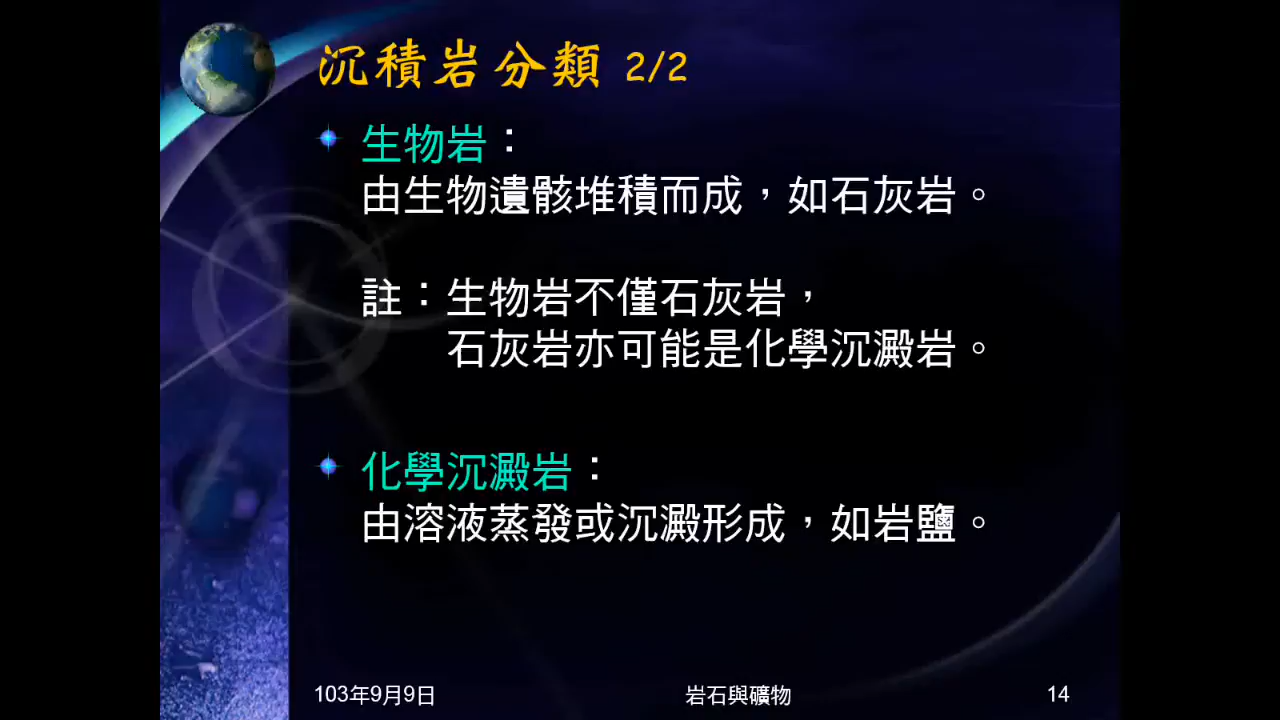 沉積岩分類 2/2
生物岩：
由生物遺骸堆積而成，如石灰岩。
註：生物岩不僅石灰岩，
石灰岩亦可能是化學沉澱岩。
化學沉澱岩：
由溶液蒸發或沉澱形成，如岩鹽。
103年9月9日 岩石與礦物 14